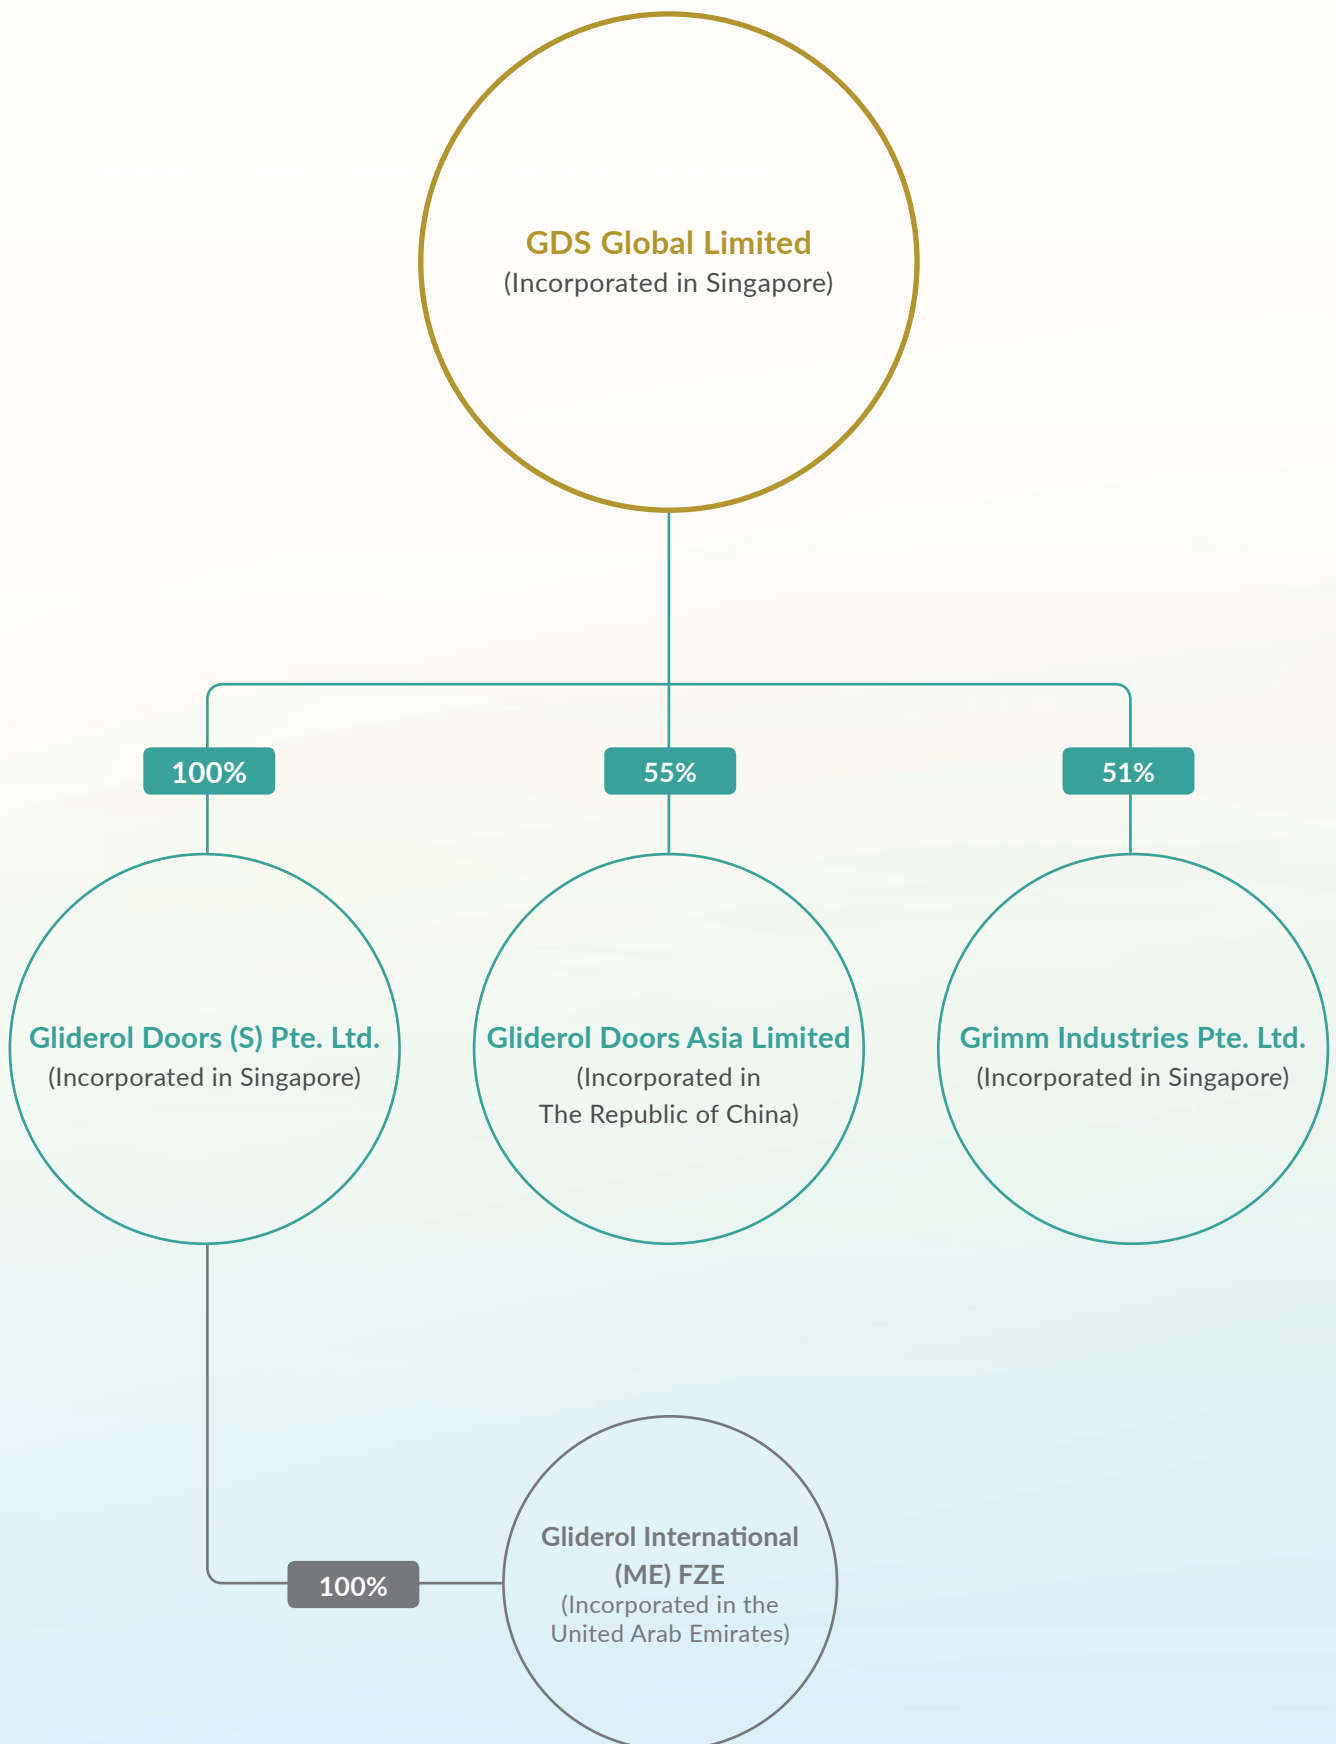 GDS Global Limited
(Incorporated in Singapore)
100%
55%
51%
Gliderol Doors (S) Pte. Ltd.
(Incorporated in Singapore)
Gliderol Doors Asia Limited
(Incorporated in
The Republic of China)
Grimm Industries Pte. Ltd.
(Incorporated in Singapore)
100%
Gliderol International
(ME) FZE
(Incorporated in the
United Arab Emirates)